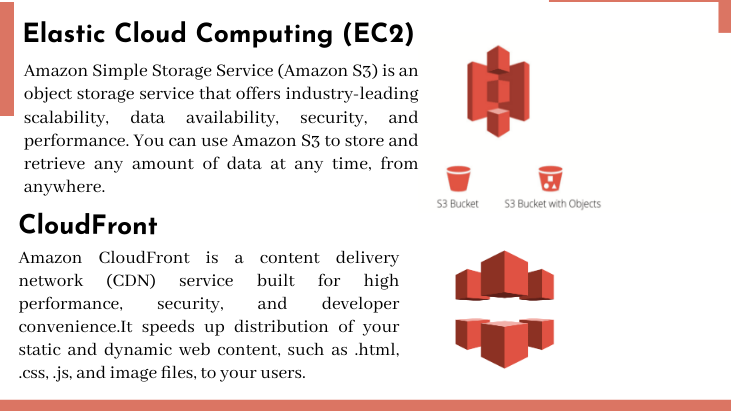 Elastic Cloud Computing (EC2)
Amazon Simple Storage Service (Amazon S3) is an
object storage service that offers industry-leading
scalability, data availability, security, and
performance. You can use Amazon S3 to store and
retrieve any amount of data at any time, from
anywhere.
S3 Bucket
S3 Bucket with Objects
CloudFront
Amazon CloudFront is a content delivery
network (CDN) service built for high
performance, security, and developer
convenience.It speeds up distribution of your
static and dynamic web content, such as .html,
.css, .js, and image files, to your users.